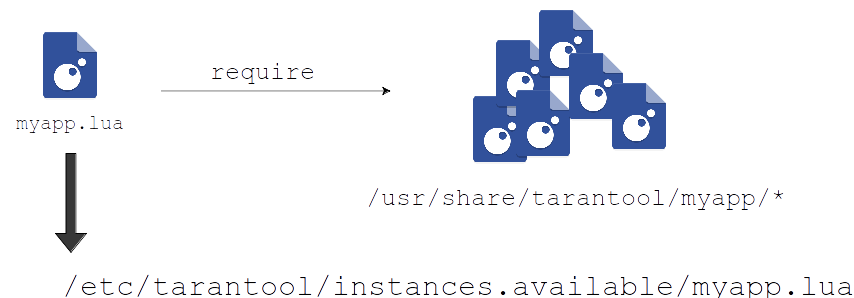 require
myapp.lua
/usr/share/tarantool/myapp/*
/etc/tarantool/instances.available/myapp.lua